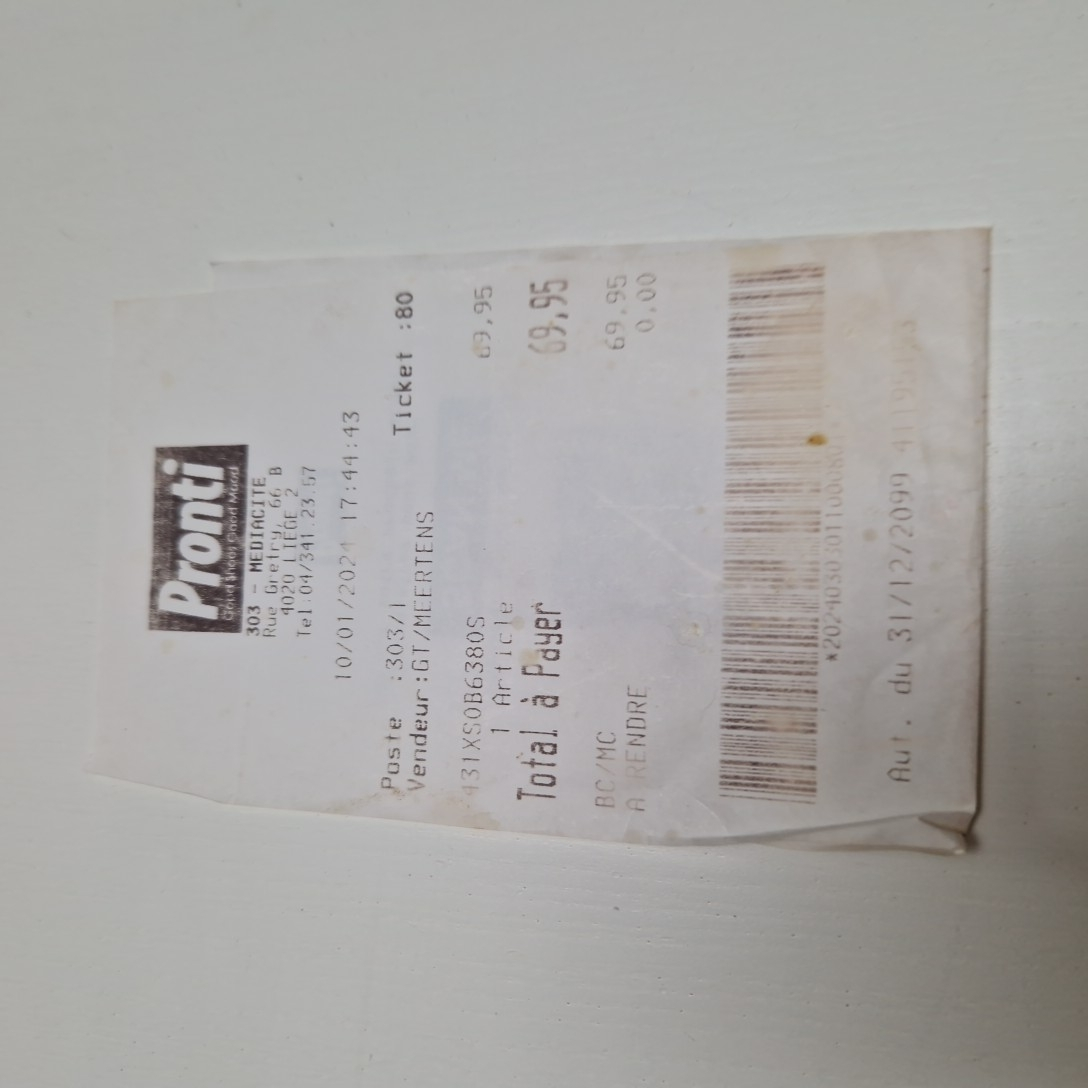 Pronti
Good Shoes Good Mood
303 - MEDIACITE
Rue Gretry, 66 B
4020 LIEGE 2
Tel:04/341.23.57
10/01/2024 17:44:43
Poste :303/1 Ticket :80
Vendeur:GT/MEERTENS
431XSOB6380S 69,95
1 Article
Total à Payer 69,95
BC/MC 69.95
A RENDRE 0,00
Aut. du 31/12/2099